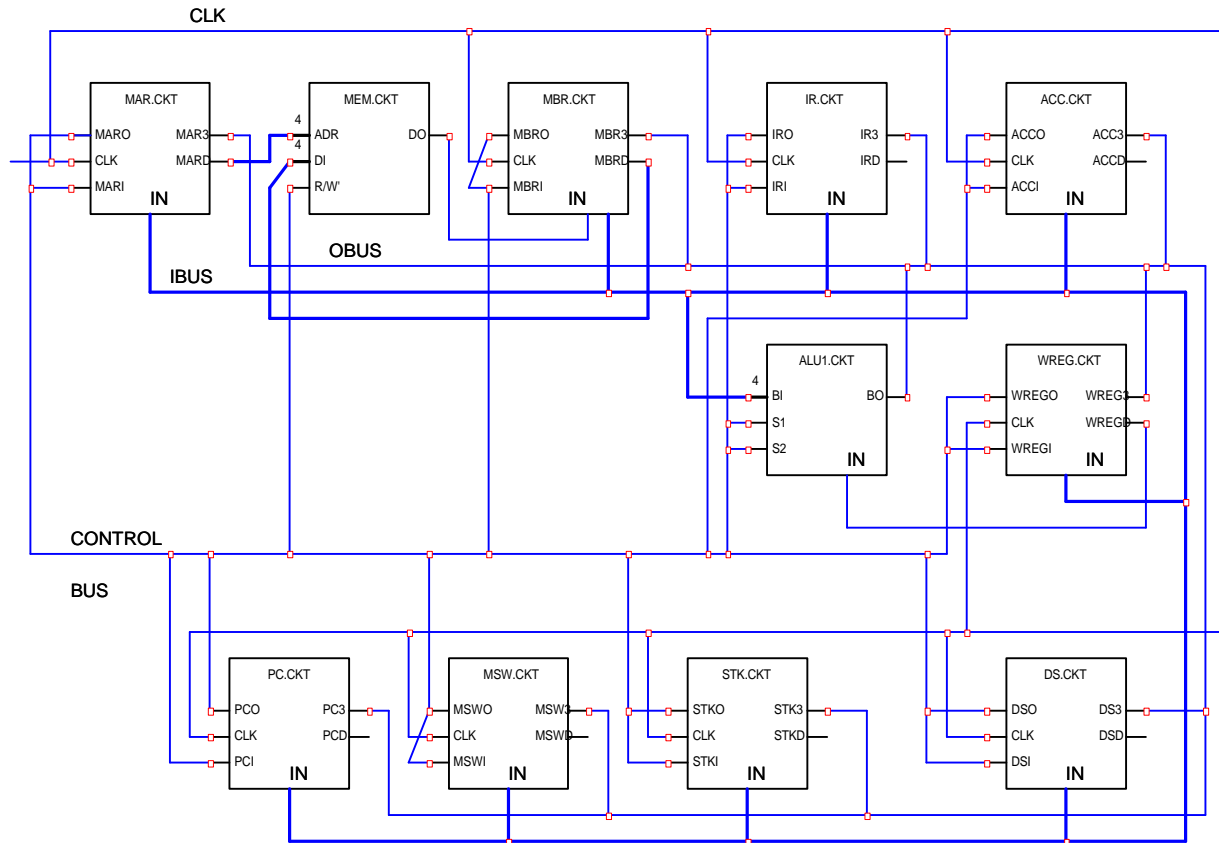 CLK
MAR.CKT
MARO
CLK
MARI
MAR3
MARD
IN
MEM.CKT
4
ADR
4
DI
R/W'
DO
MBR.CKT
MBRO
CLK
MBRI
MBR3
MBRD
IN
IR.CKT
IRO
CLK
IRI
IR3
IRD
IN
ACC.CKT
ACCO
CLK
ACCI
ACC3
ACCD
IN
OBUS
IBUS
ALU1.CKT
4
BI
S1
S2
BO
IN
WREG.CKT
WREGO
CLK
WREGI
WREG3
WREGD
IN
CONTROL
BUS
PC.CKT
PCO
CLK
PCI
PC3
PCD
IN
MSW.CKT
MSWO
CLK
MSWI
MSW3
MSWD
IN
STK.CKT
STKO
CLK
STKI
STK3
STKD
IN
DS.CKT
DSO
CLK
DSI
DS3
DSD
IN